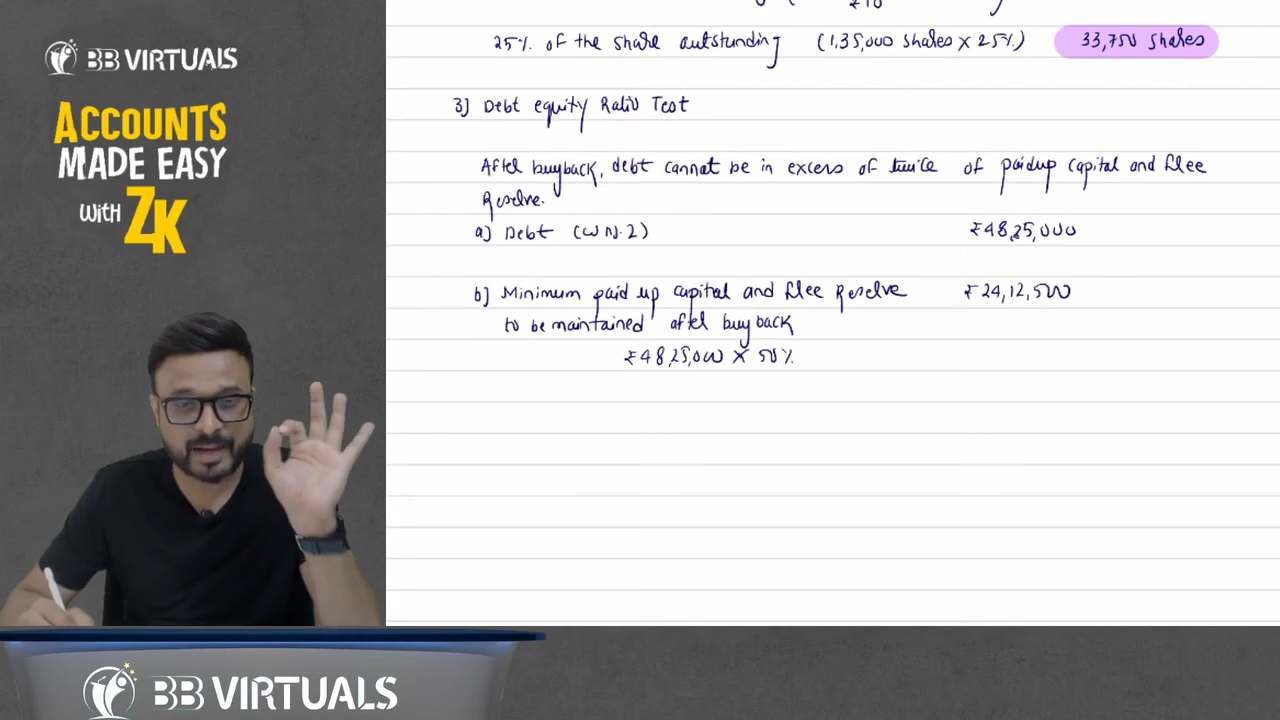 BB VIRTUALS
ACCOUNTS
MADE EASY
with ZK
25% of the share outstanding (1,35,000 shares × 25%) 33,750 shares
3] Debt equity Ratio Test
After buyback, debt cannot be in excess of twice of paidup capital and free
Reserve.
a] Debt (WN.2) ₹48,25,000
b] Minimum paid up capital and free Reserve ₹24,12,500
to be maintained after buy back
₹48,25,000 × 50%
BB VIRTUALS